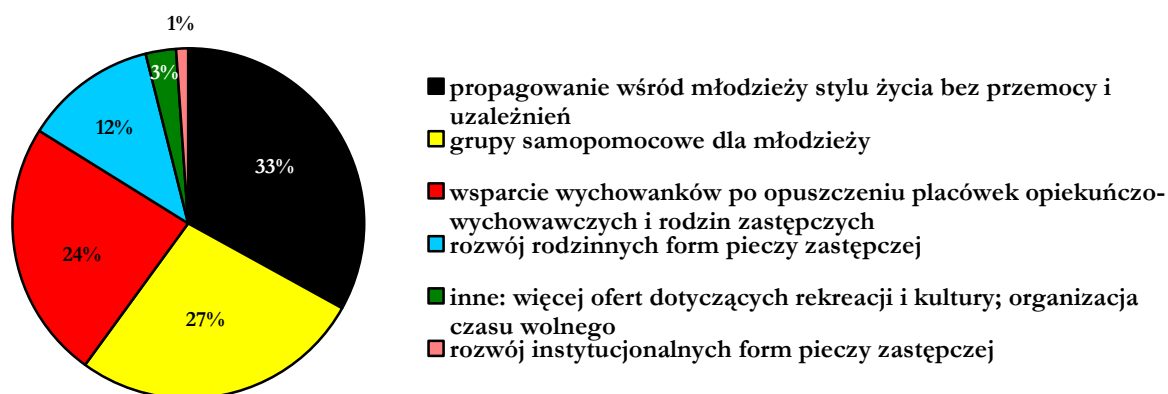 1%
3%
12%
33%
24%
27%
propagowanie wśród młodzieży stylu życia bez przemocy i
uzależnień
grupy samopomocowe dla młodzieży
wsparcie wychowanków po opuszczeniu placówek opiekuńczo-
wychowawczych i rodzin zastępczych
rozwój rodzinnych form pieczy zastępczej
inne: więcej ofert dotyczących rekreacji i kultury; organizacja
czasu wolnego
rozwój instytucjonalnych form pieczy zastępczej